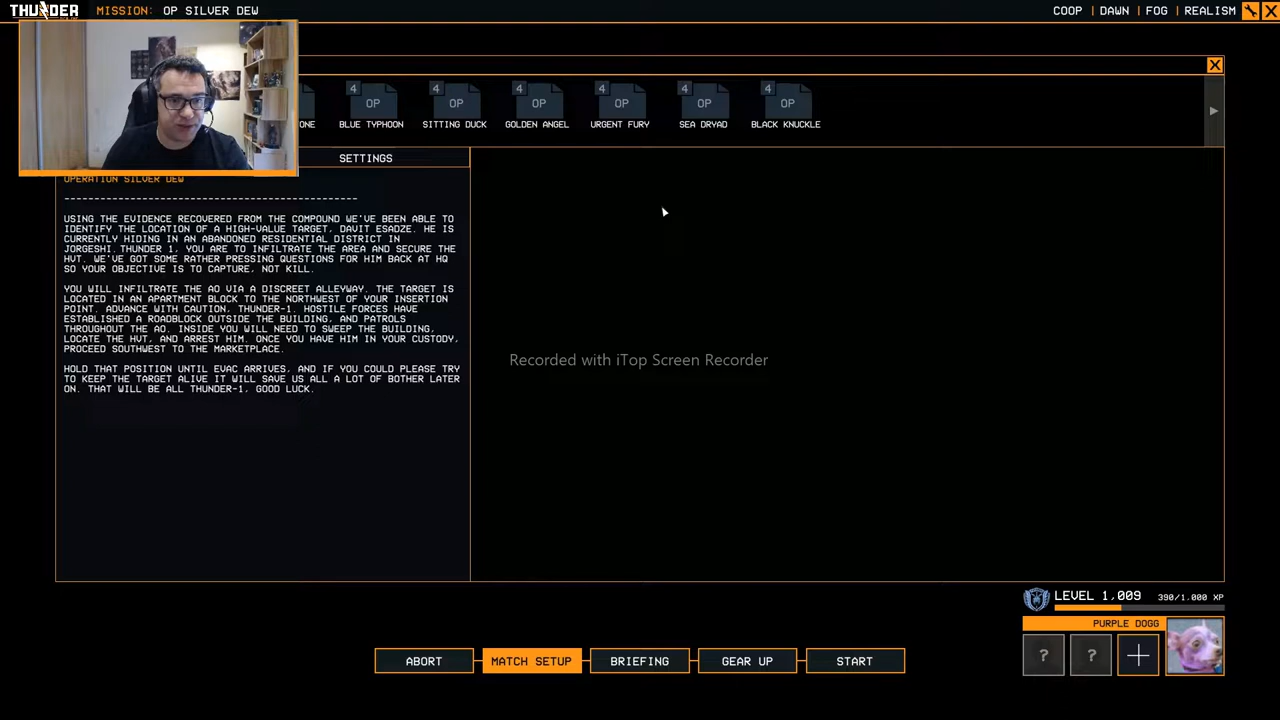 THUNDER
MISSION: OP SILVER DEW
COOP | DAWN | FOG | REALISM
4 4 4 4 4 4
OP OP OP OP OP OP
ONE BLUE TYPHOON SITTING DUCK GOLDEN ANGEL URGENT FURY SEA DRYAD BLACK KNUCKLE
SETTINGS
OPERATION SILVER DEW
-----------------------------------------------
USING THE EVIDENCE RECOVERED FROM THE COMPOUND WE'VE BEEN ABLE TO
IDENTIFY THE LOCATION OF A HIGH-VALUE TARGET, DAVIT ESADZE. HE IS
CURRENTLY HIDING IN AN ABANDONED RESIDENTIAL DISTRICT IN
JORGESHI. THUNDER 1, YOU ARE TO INFILTRATE THE AREA AND SECURE THE
HVT. WE'VE GOT SOME RATHER PRESSING QUESTIONS FOR HIM BACK AT HQ
SO YOUR OBJECTIVE IS TO CAPTURE, NOT KILL.
YOU WILL INFILTRATE THE AO VIA A DISCREET ALLEYWAY. THE TARGET IS
LOCATED IN AN APARTMENT BLOCK TO THE NORTHWEST OF YOUR INSERTION
POINT. ADVANCE WITH CAUTION, THUNDER-1. HOSTILE FORCES HAVE
ESTABLISHED A ROADBLOCK OUTSIDE THE BUILDING, AND PATROLS
THROUGHOUT THE AO. INSIDE YOU WILL NEED TO SWEEP THE BUILDING,
LOCATE THE HVT, AND ARREST HIM. ONCE YOU HAVE HIM IN YOUR CUSTODY,
PROCEED SOUTHWEST TO THE MARKETPLACE.
HOLD THAT POSITION UNTIL EVAC ARRIVES, AND IF YOU COULD PLEASE TRY
TO KEEP THE TARGET ALIVE IT WILL SAVE US ALL A LOT OF BOTHER LATER
ON. THAT WILL BE ALL THUNDER-1, GOOD LUCK.
Recorded with iTop Screen Recorder
LEVEL 1,009 390/1,000 XP
PURPLE DOGG
? ?
ABORT MATCH SETUP BRIEFING GEAR UP START